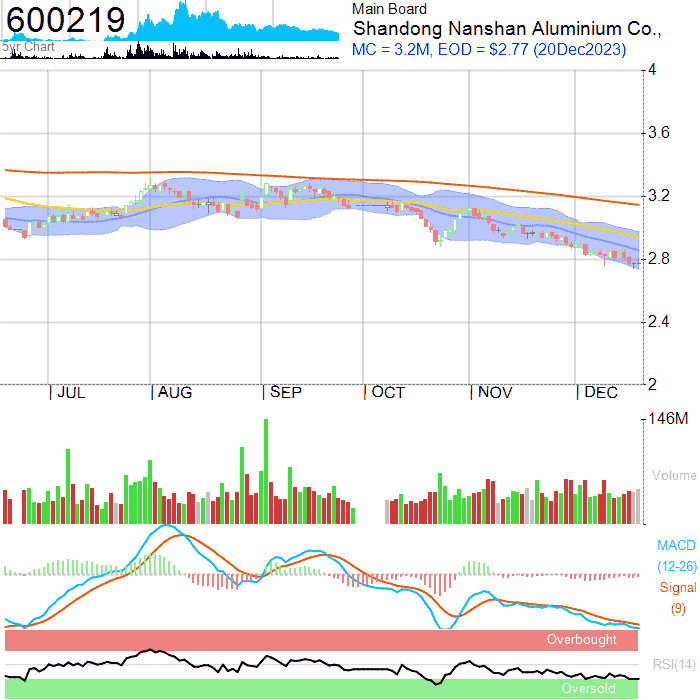 600219
5yr Chart
Main Board
Shandong Nanshan Aluminium Co.,
MC = 3.2M, EOD = $2.77 (20Dec2023)
4
3.6
3.2
2.8
2.4
2
JUL AUG SEP OCT NOV DEC
146M
Volume
MACD
(12-26)
Signal
(9)
Overbought
RSI(14)
Oversold